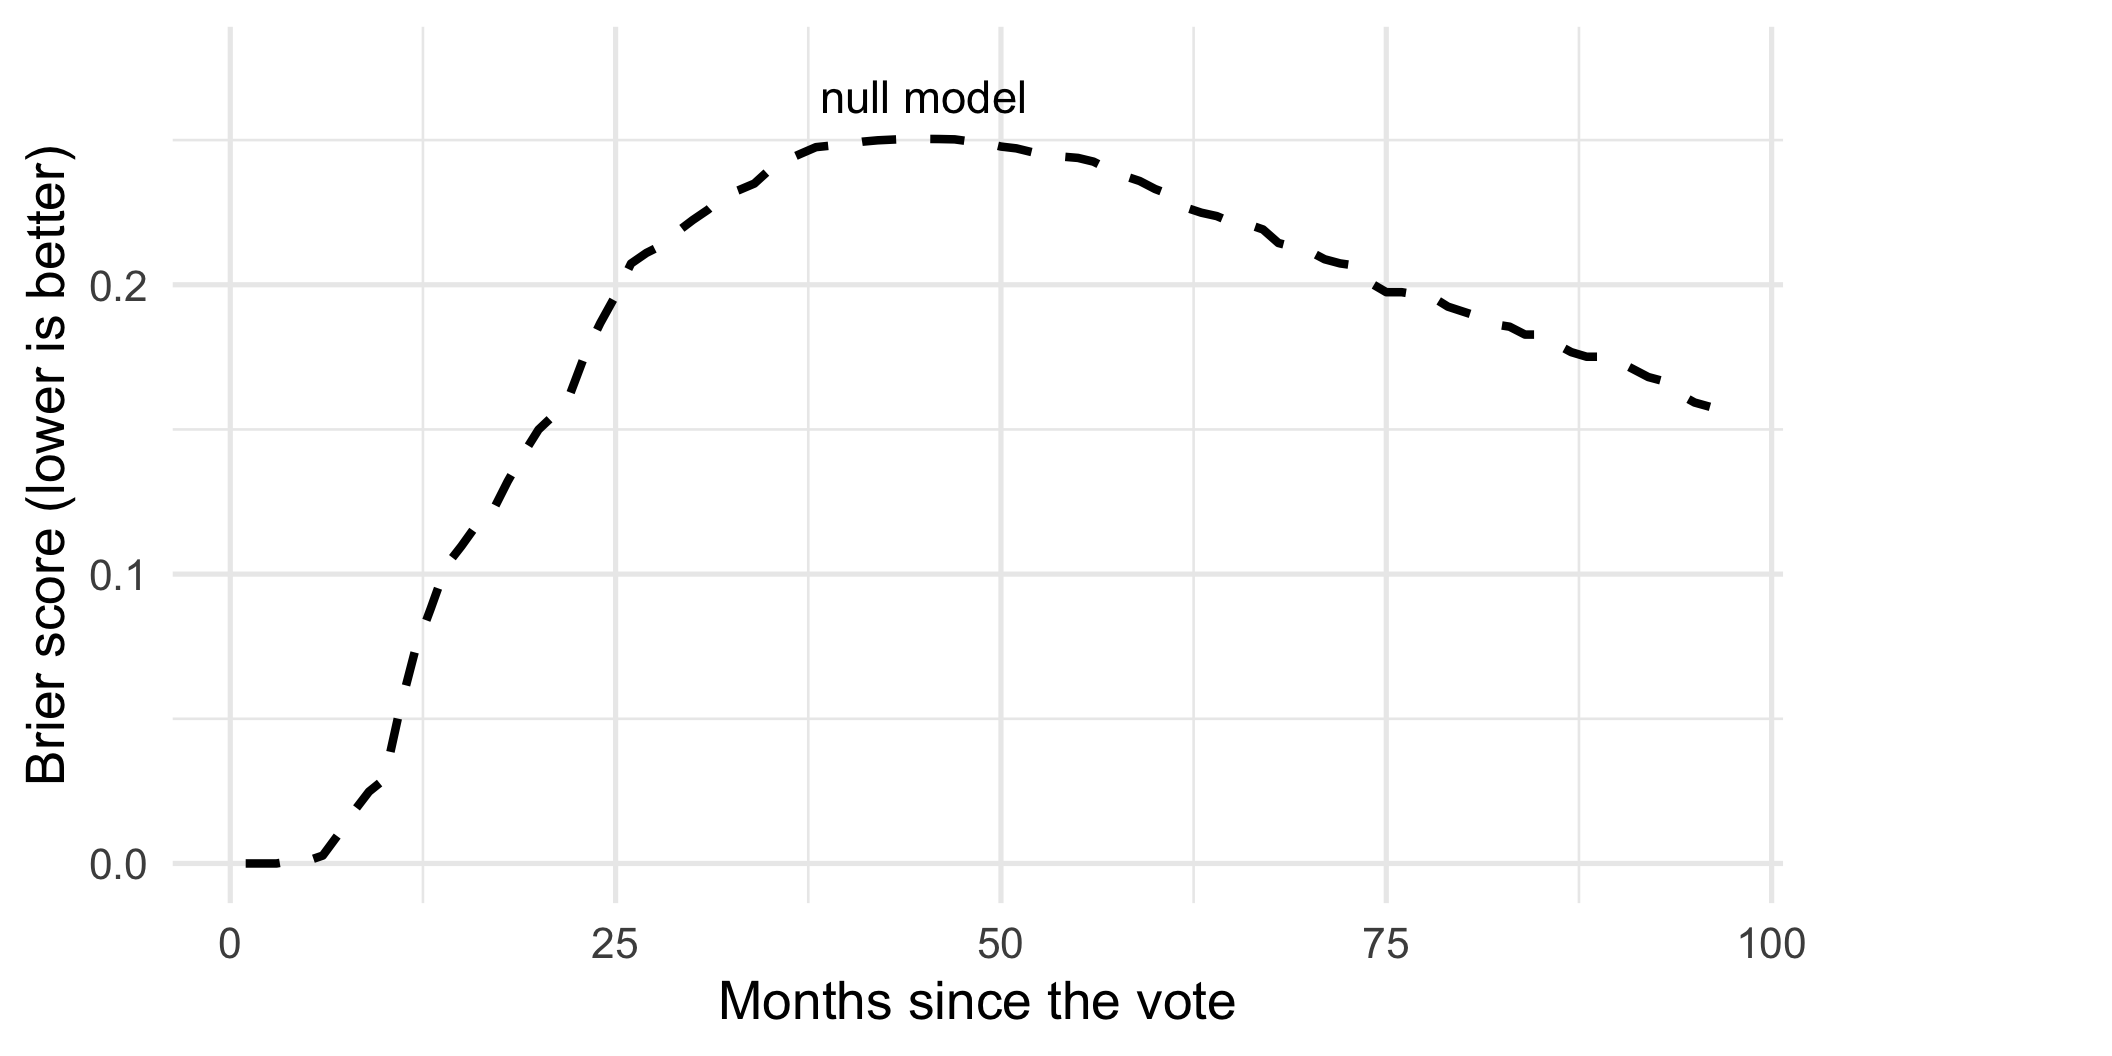 null model
Brier score (lower is better)
0.2
0.1
0.0
0 25 50 75 100
Months since the vote